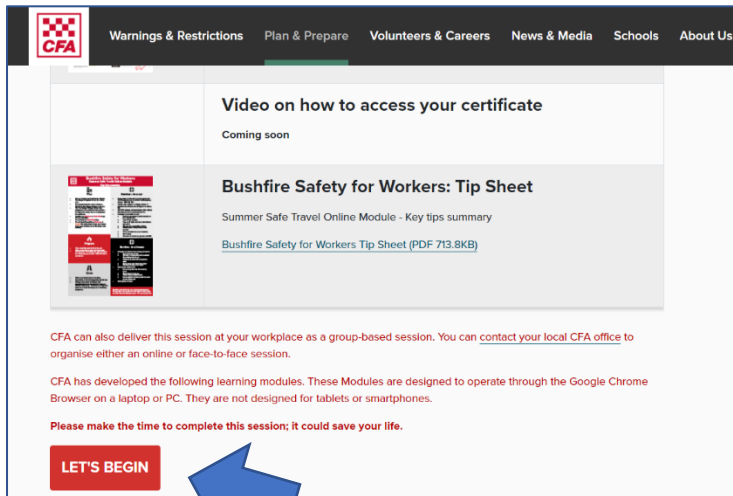 CFA
Warnings & Restrictions Plan & Prepare Volunteers & Careers News & Media Schools About Us
Video on how to access your certificate
Coming soon
Bushfire Safety for Workers: Tip Sheet
Summer Safe Travel Online Module - Key tips summary
Bushfire Safety for Workers Tip Sheet (PDF 713.8KB)
CFA can also deliver this session at your workplace as a group-based session. You can contact your local CFA office to
organise either an online or face-to-face session.
CFA has developed the following learning modules. These Modules are designed to operate through the Google Chrome
Browser on a laptop or PC. They are not designed for tablets or smartphones.
Please make the time to complete this session; it could save your life.
LET'S BEGIN